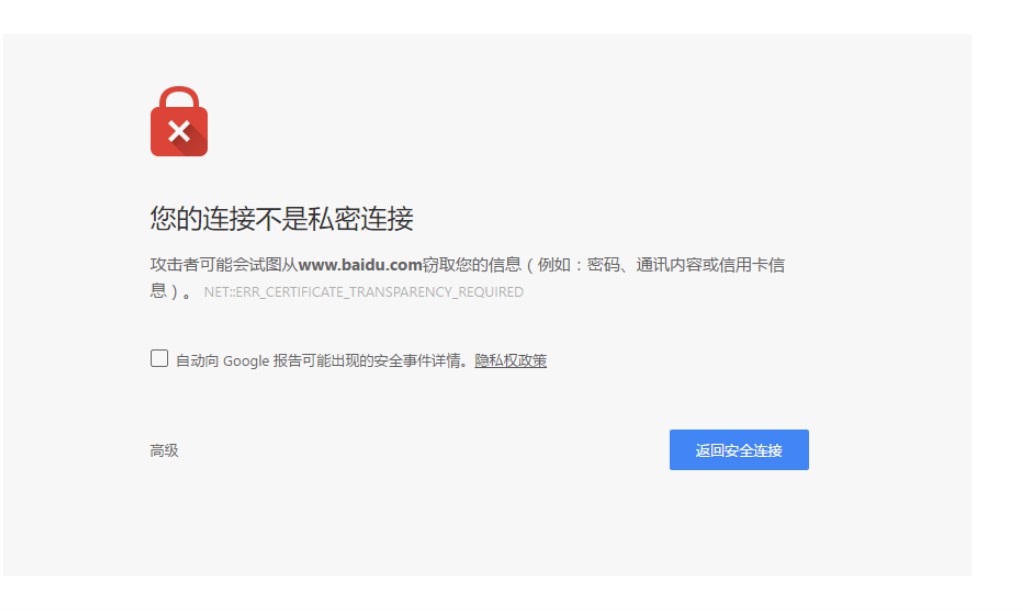 您的连接不是私密连接
攻击者可能会试图从www.baidu.com窃取您的信息（例如：密码、通讯内容或信用卡信
息）。 NET::ERR_CERTIFICATE_TRANSPARENCY_REQUIRED
自动向 Google 报告可能出现的安全事件详情。隐私权政策
高级
返回安全连接